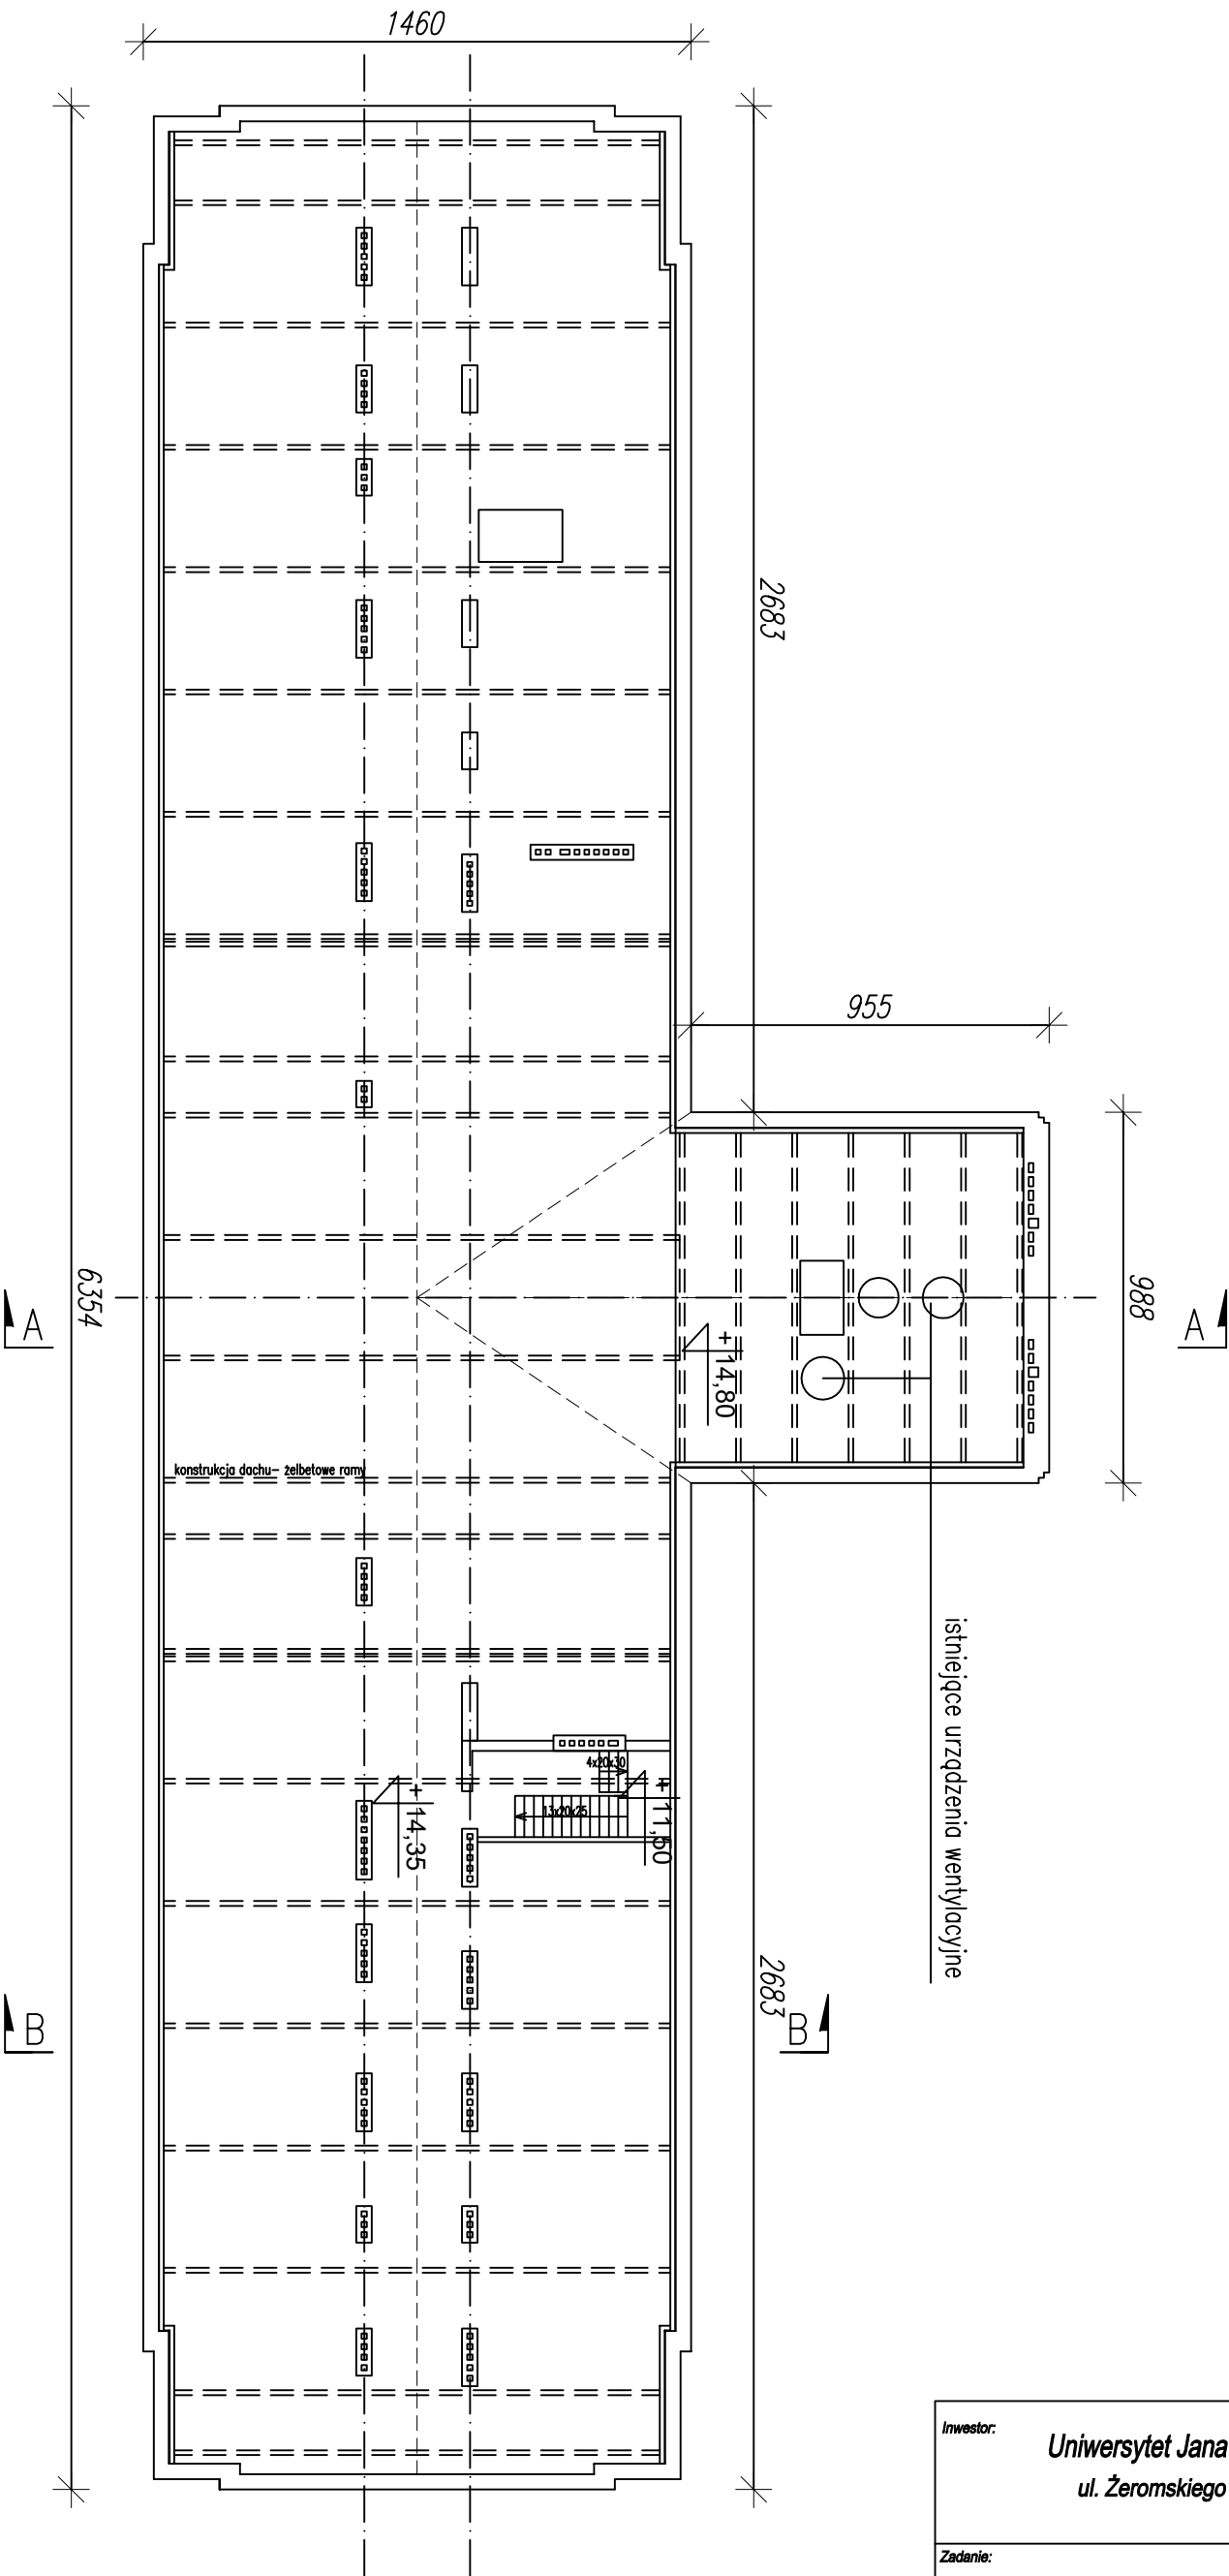 1460
2683
955
6354
988
A
A
+14,80
konstrukcja dachu- żelbetowe ramy
istniejące urządzenia wentylacyjne
4x20x30
+11,50
13x20x25
+14,35
2683
B
B
Inwestor:
Uniwersytet Jana
ul. Żeromskiego
Zadanie: